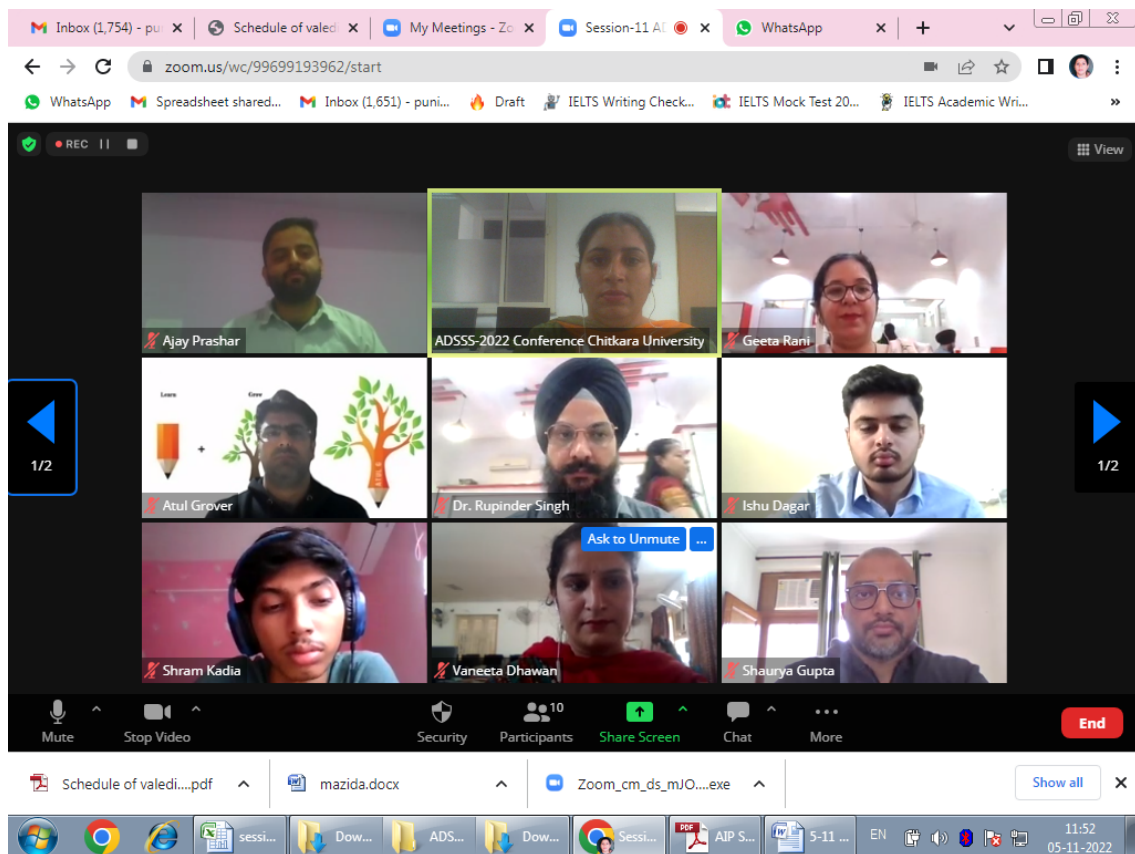 Inbox (1,754) - pu
Schedule of valedi
My Meetings - Zo
Session-11 AD
WhatsApp
zoom.us/wc/99699193962/start
WhatsApp
Spreadsheet shared...
Inbox (1,651) - puni...
Draft
IELTS Writing Check...
IELTS Mock Test 20...
IELTS Academic Wri...
»
REC
View
Ajay Prashar
ADSSS-2022 Conference Chitkara University
Geeta Rani
Learn
Grow
+
Atul Grover
Dr. Rupinder Singh
Ishu Dagar
1/2
1/2
Ask to Unmute
...
Shram Kadia
Vaneeta Dhawan
Shaurya Gupta
Mute
Stop Video
Security
Participants
10
Share Screen
Chat
More
End
Schedule of valedi....pdf
mazida.docx
Zoom_cm_ds_mJO....exe
Show all
sessi...
Dow...
ADS...
Dow...
Sessi...
PDF
AIP S...
5-11 ...
EN
11:52
05-11-2022